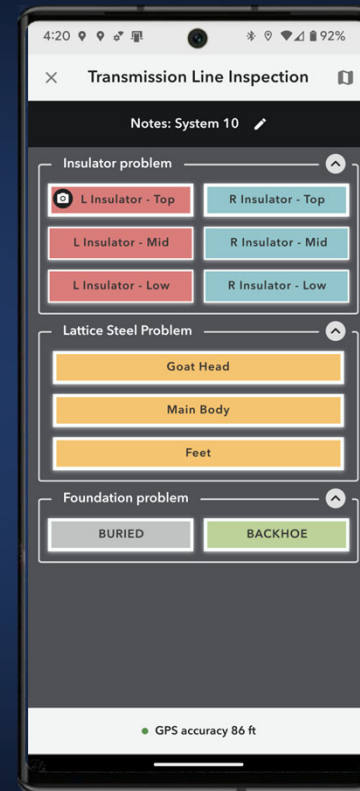 4:20 92%
Transmission Line Inspection
Notes: System 10
Insulator problem
L Insulator - Top R Insulator - Top
L Insulator - Mid R Insulator - Mid
L Insulator - Low R Insulator - Low
Lattice Steel Problem
Goat Head
Main Body
Feet
Foundation problem
BURIED BACKHOE
GPS accuracy 86 ft